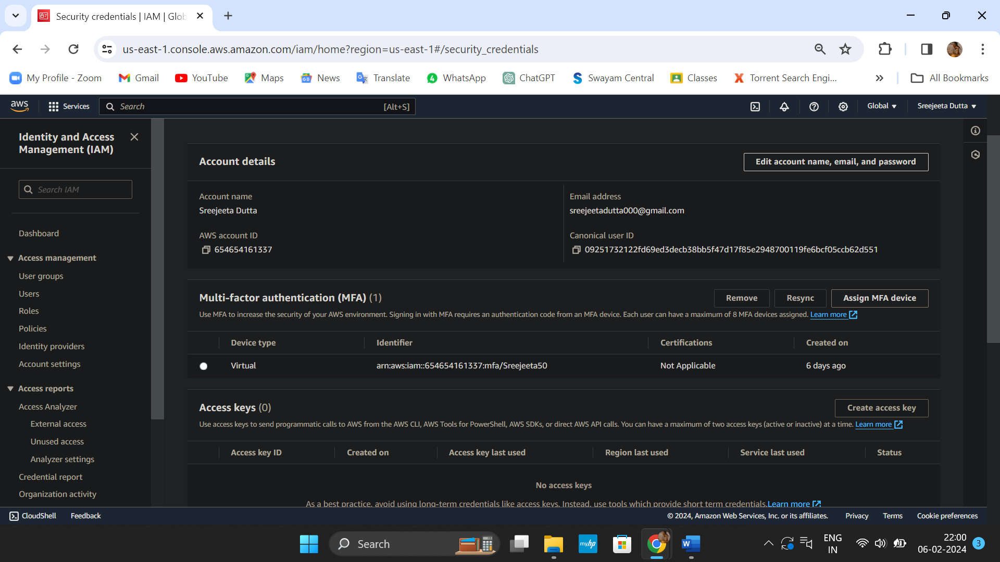 Security credentials | IAM | Glob
us-east-1.console.aws.amazon.com/iam/home?region=us-east-1#/security_credentials
My Profile - Zoom Gmail YouTube Maps News Translate WhatsApp ChatGPT Swayam Central Classes Torrent Search Engi... All Bookmarks
aws Services Search [Alt+S] Global Sreejeeta Dutta
Identity and Access
Management (IAM)
Search IAM
Dashboard
Access management
User groups
Users
Roles
Policies
Identity providers
Account settings
Access reports
Access Analyzer
External access
Unused access
Analyzer settings
Credential report
Organization activity
Account details Edit account name, email, and password
Account name Email address
Sreejeeta Dutta sreejeetadutta000@gmail.com
AWS account ID Canonical user ID
654654161337 09251732122fd69ed3decb38bb5f47d17f85e2948700119fe6bcf05ccb62d551
Multi-factor authentication (MFA) (1) Remove Resync Assign MFA device
Use MFA to increase the security of your AWS environment. Signing in with MFA requires an authentication code from an MFA device. Each user can have a maximum of 8 MFA devices assigned. Learn more
Device type Identifier Certifications Created on
Virtual arn:aws:iam::654654161337:mfa/Sreejeeta50 Not Applicable 6 days ago
Access keys (0) Create access key
Use access keys to send programmatic calls to AWS from the AWS CLI, AWS Tools for PowerShell, AWS SDKs, or direct AWS API calls. You can have a maximum of two access keys (active or inactive) at a time. Learn more
Access key ID Created on Access key last used Region last used Service last used Status
No access keys
As a best practice, avoid using long-term credentials like access keys. Instead, use tools which provide short term credentials. Learn more
CloudShell Feedback © 2024, Amazon Web Services, Inc. or its affiliates. Privacy Terms Cookie preferences
Search myhp W ENG 22:00
IN 06-02-2024 3